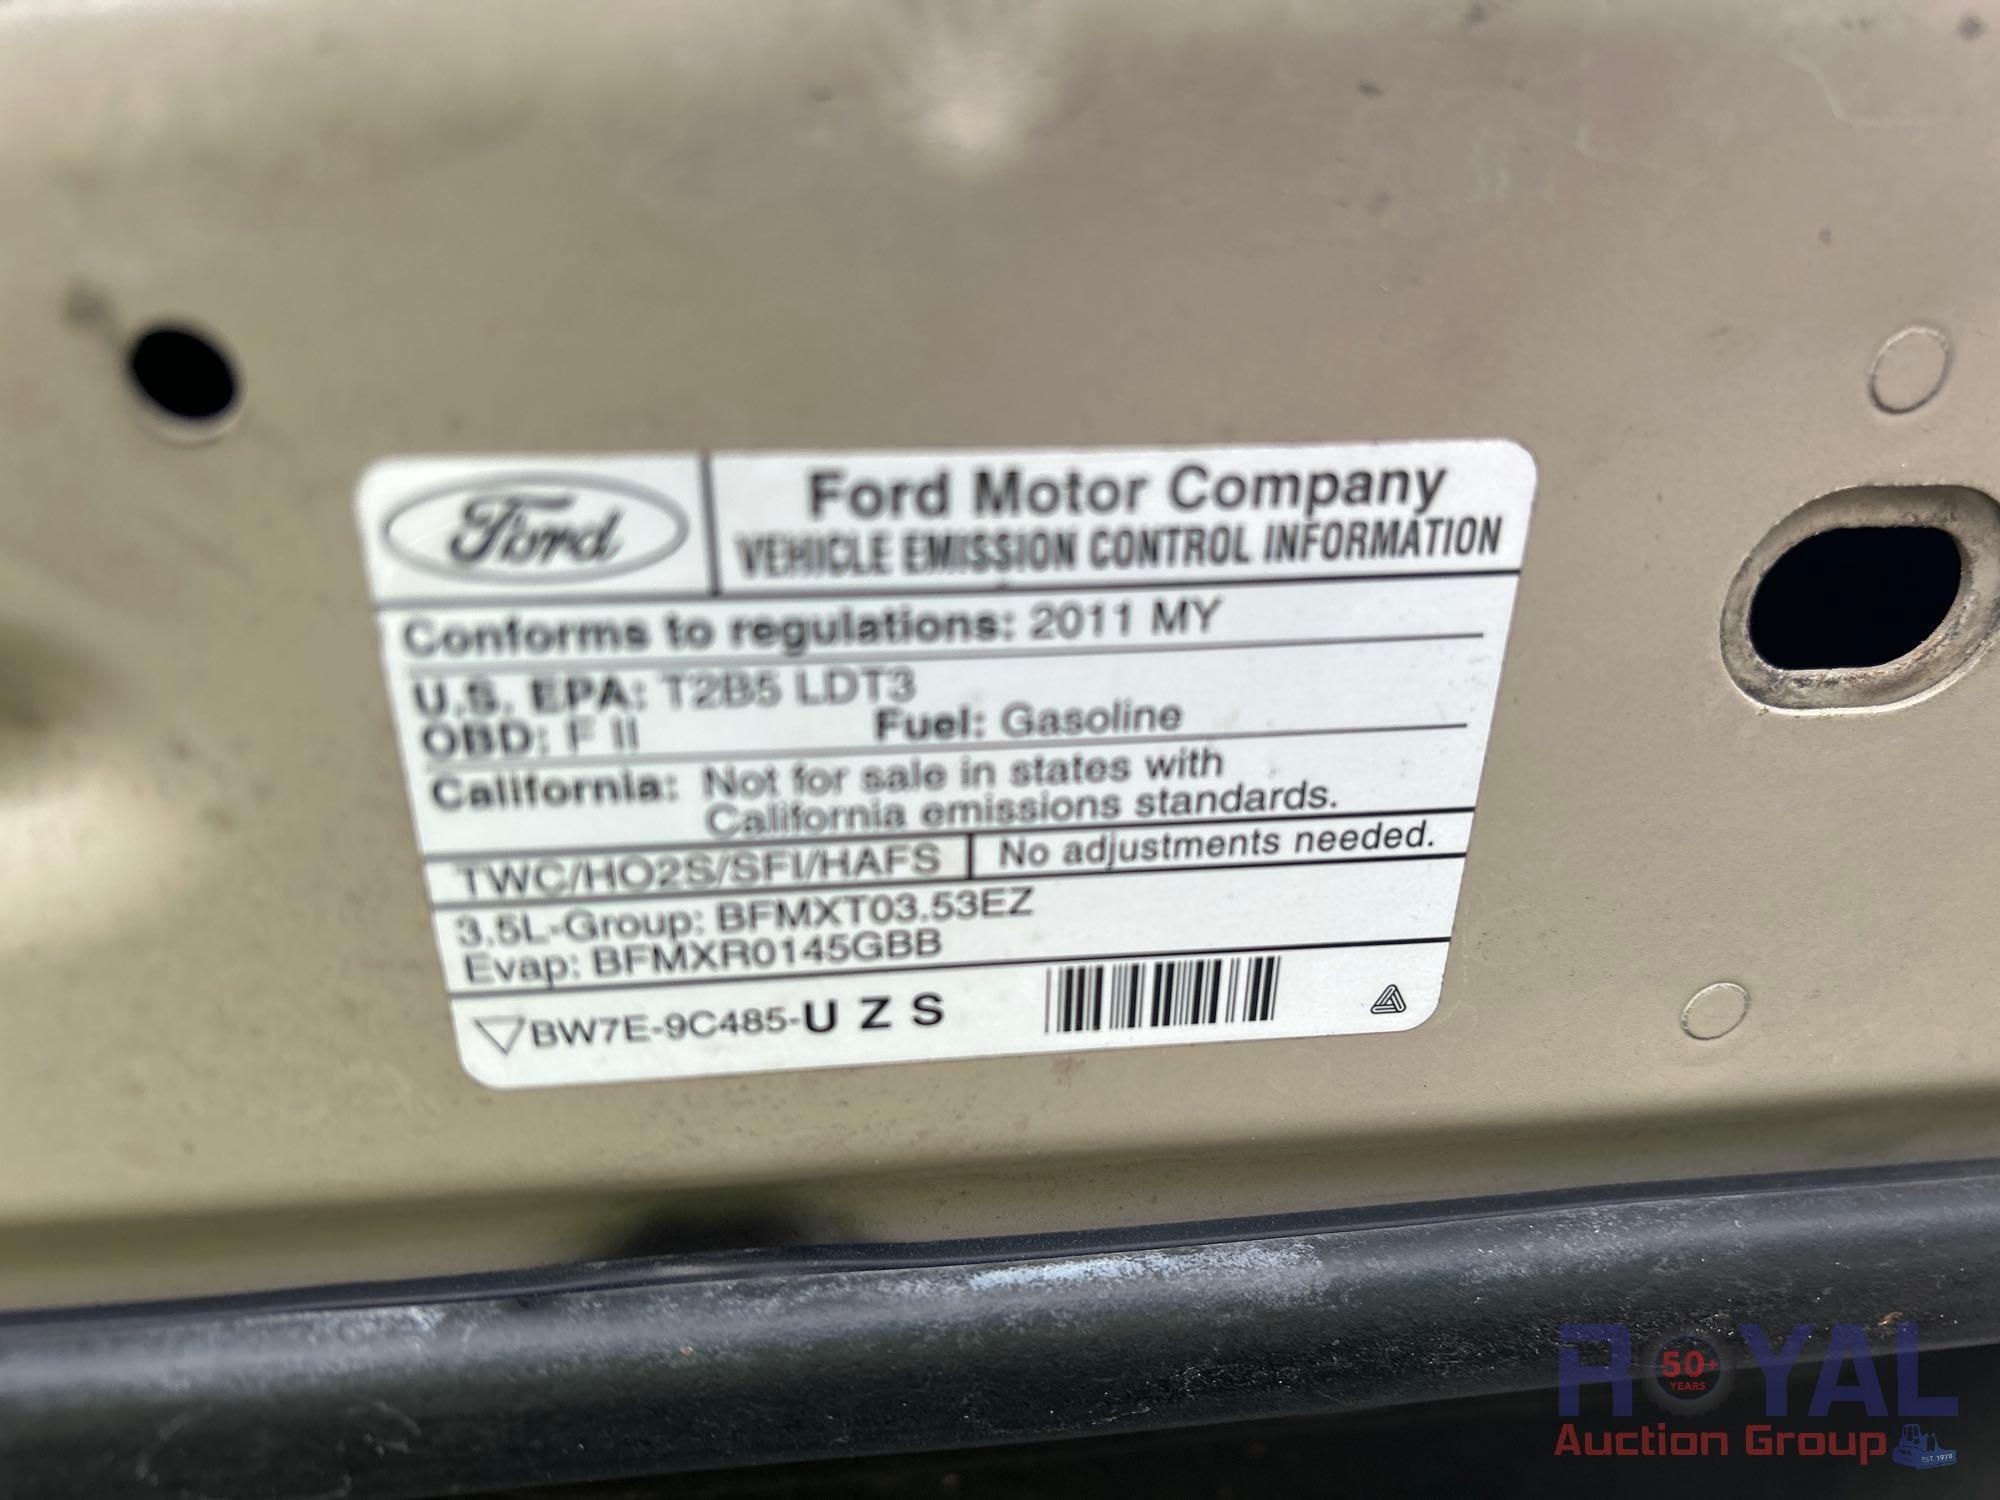 Ford
Ford Motor Company
VEHICLE EMISSION CONTROL INFORMATION
Conforms to regulations: 2011 MY
U.S. EPA: T2B5 LDT3
OBD: F II Fuel: Gasoline
California: Not for sale in states with
California emissions standards.
TWC/HO2S/SFI/HAFS No adjustments needed.
3.5L-Group: BFMXT03.53EZ
Evap: BFMXR0145GBB
BW7E-9C485-U Z S
ROYAL
50+
YEARS
Auction Group
EST. 1970